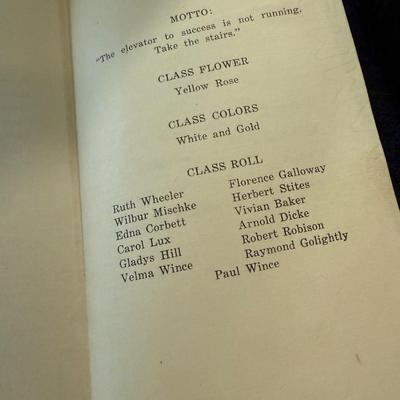 MOTTO:
"The elevator to success is not running.
Take the stairs."
CLASS FLOWER
Yellow Rose
CLASS COLORS
White and Gold
CLASS ROLL
Ruth Wheeler Florence Galloway
Wilbur Mischke Herbert Stites
Edna Corbett Vivian Baker
Carol Lux Arnold Dicke
Gladys Hill Robert Robison
Velma Wince Raymond Golightly
Paul Wince